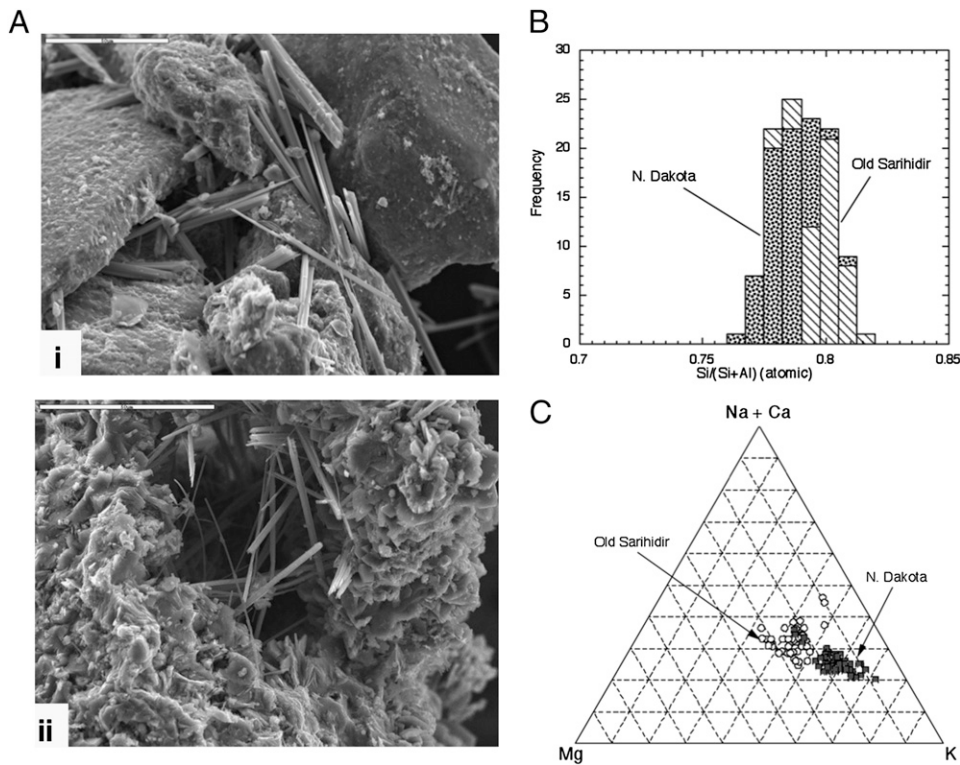 A
i
ii
B
30
25
20
15
10
5
0
Frequency
N. Dakota
Old Sarihidir
0.7
0.75
0.8
0.85
Si/(Si+Al) (atomic)
C
Na + Ca
Old Sarihidir
N. Dakota
Mg
K